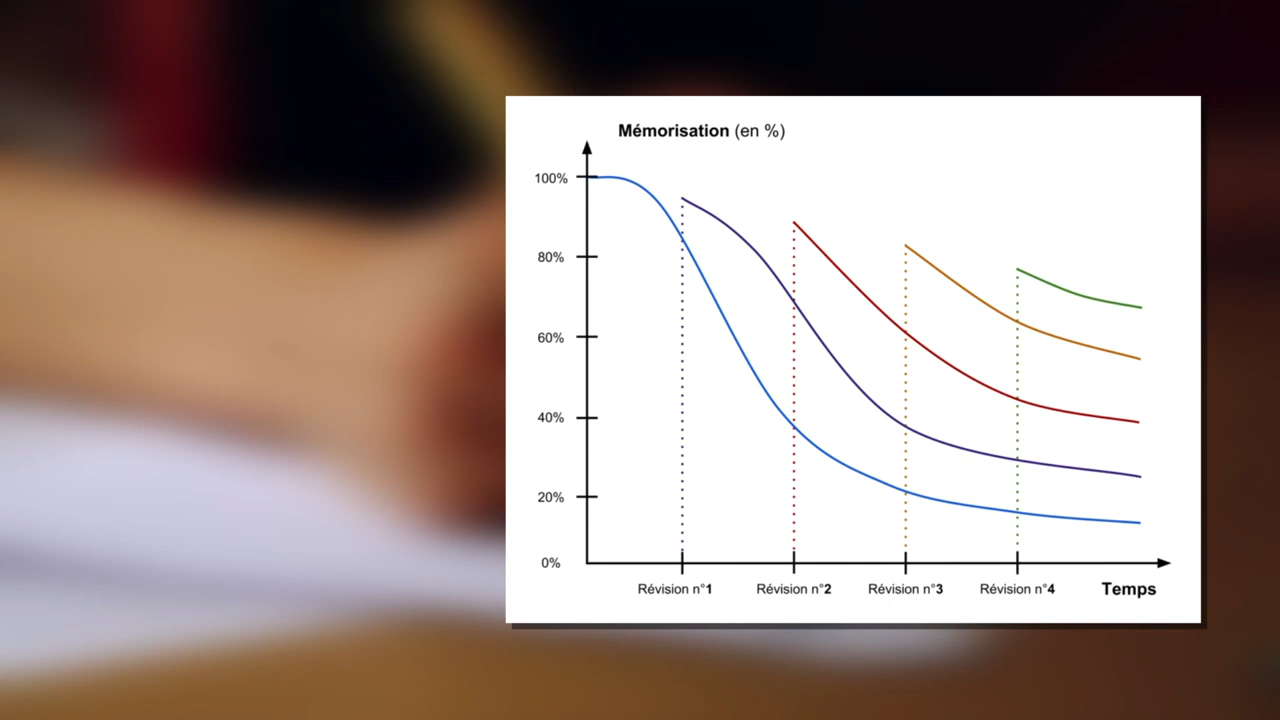 Mémorisation (en %)
100%
80%
60%
40%
20%
0%
Révision n°1
Révision n°2
Révision n°3
Révision n°4
Temps